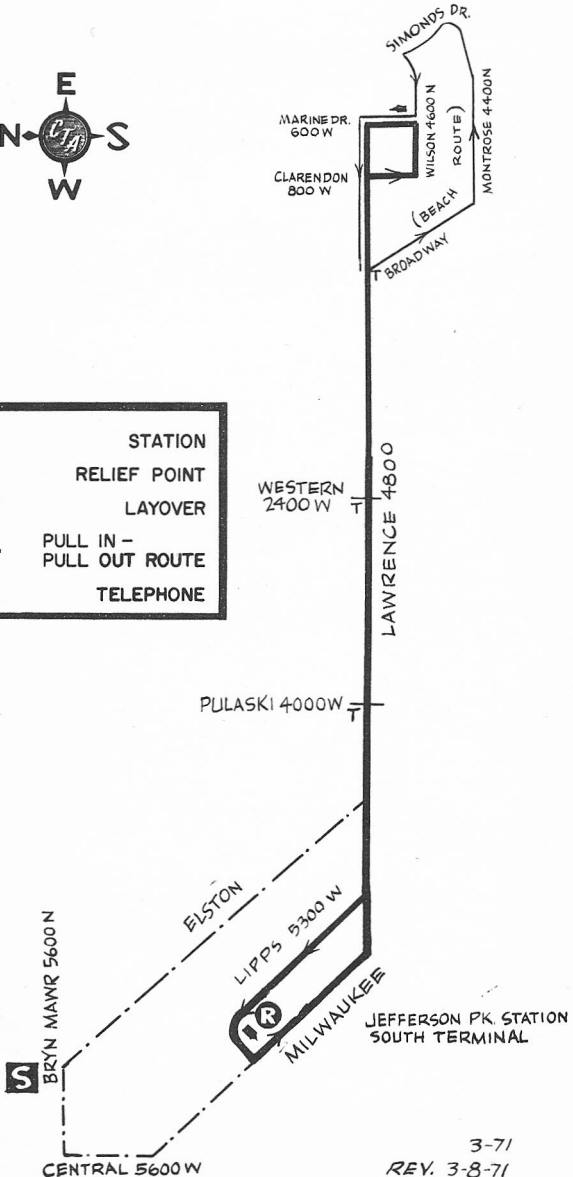 SIMONDS DR.
E
N
CTA
S
W
MARINE DR.
600 W
WILSON 4600 N
MONTROSE 4400N
CLARENDON
800 W
(BEACH
ROUTE)
T
BROADWAY
STATION
RELIEF POINT
LAYOVER
PULL IN –
PULL OUT ROUTE
TELEPHONE
WESTERN
2400 W
T
LAWRENCE 4800
PULASKI 4000W
T
ELSTON
LIPPS 5300 W
R
MILWAUKEE
JEFFERSON PK. STATION
SOUTH TERMINAL
BRYN MAWR 5600 N
S
CENTRAL 5600 W
3-71
REV. 3-8-71